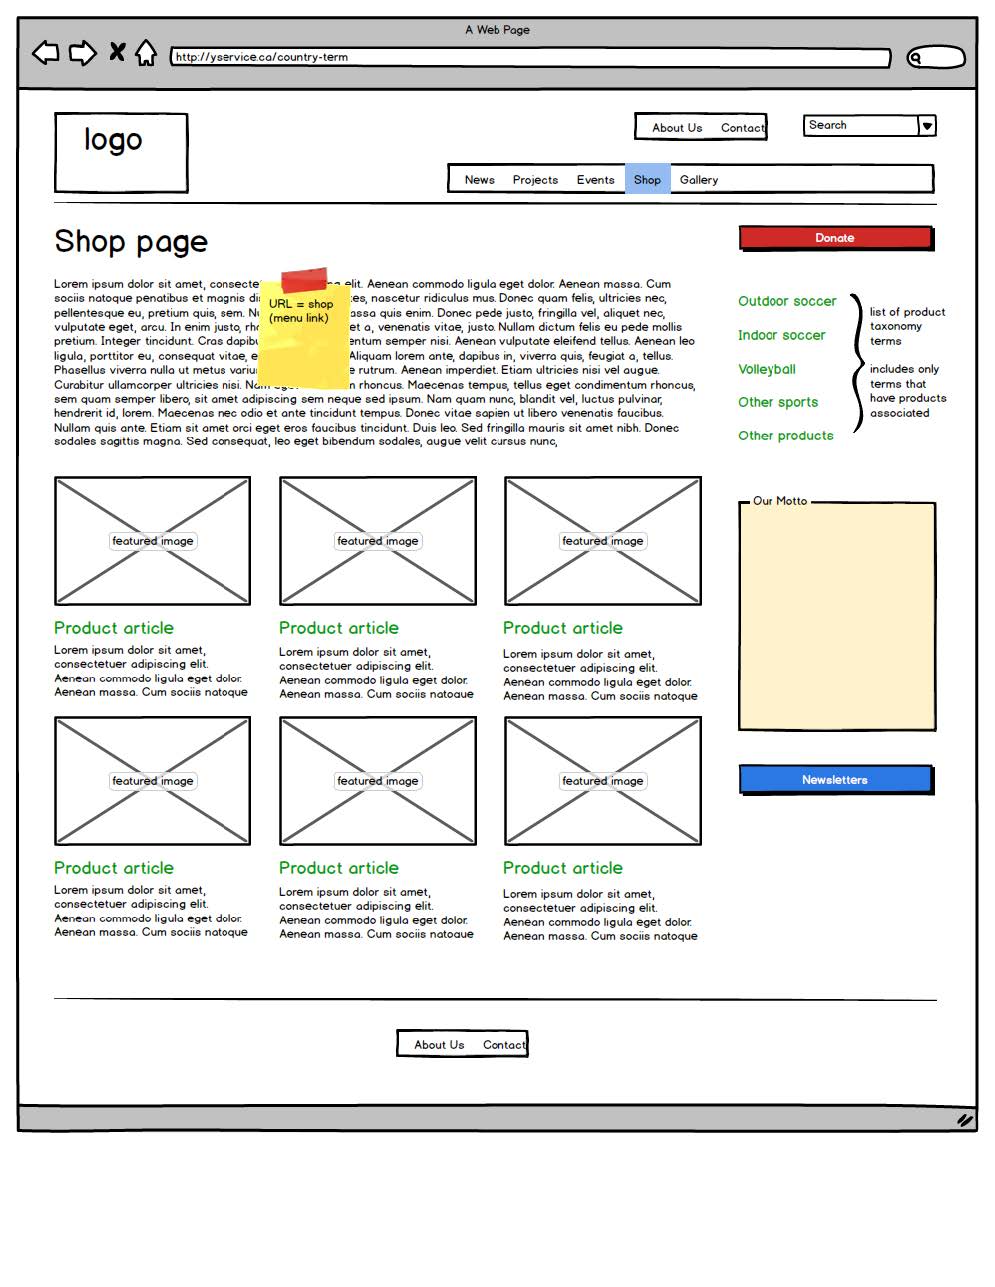 A Web Page
http://yservice.ca/country-term
logo
About Us Contact
Search
News Projects Events Shop Gallery
Shop page
Donate
Lorem ipsum dolor sit amet, consecte elit. Aenean commodo ligula eget dolor. Aenean massa. Cum
sociis natoque penatibus et magnis dis tes, nascetur ridiculus mus. Donec quam felis, ultricies nec,
pellentesque eu, pretium quis, sem. Nu assa quis enim. Donec pede justo, fringilla vel, aliquet nec,
vulputate eget, arcu. In enim justo, rho et a, venenatis vitae, justo. Nullam dictum felis eu pede mollis
pretium. Integer tincidunt. Cras dapibu entum semper nisi. Aenean vulputate eleifend tellus. Aenean leo
ligula, porttitor eu, consequat vitae, e Aliquam lorem ante, dapibus in, viverra quis, feugiat a, tellus.
Phasellus viverra nulla ut metus variu e rutrum. Aenean imperdiet. Etiam ultricies nisi vel augue.
Curabitur ullamcorper ultricies nisi. Nam eget rhoncus. Maecenas tempus, tellus eget condimentum rhoncus,
sem quam semper libero, sit amet adipiscing sem neque sed ipsum. Nam quam nunc, blandit vel, luctus pulvinar,
hendrerit id, lorem. Maecenas nec odio et ante tincidunt tempus. Donec vitae sapien ut libero venenatis faucibus.
Nullam quis ante. Etiam sit amet orci eget eros faucibus tincidunt. Duis leo. Sed fringilla mauris sit amet nibh. Donec
sodales sagittis magna. Sed consequat, leo eget bibendum sodales, augue velit cursus nunc,
URL = shop
(menu link)
Outdoor soccer
Indoor soccer
Volleyball
Other sports
Other products
list of product
taxonomy
terms
includes only
terms that
have products
associated
Our Motto
featured image
featured image
featured image
Product article
Lorem ipsum dolor sit amet,
consectetuer adipiscing elit.
Aenean commodo ligula eget dolor.
Aenean massa. Cum sociis natoque
Product article
Lorem ipsum dolor sit amet,
consectetuer adipiscing elit.
Aenean commodo ligula eget dolor.
Aenean massa. Cum sociis natoque
Product article
Lorem ipsum dolor sit amet,
consectetuer adipiscing elit.
Aenean commodo ligula eget dolor.
Aenean massa. Cum sociis natoque
featured image
featured image
featured image
Newsletters
Product article
Lorem ipsum dolor sit amet,
consectetuer adipiscing elit.
Aenean commodo ligula eget dolor.
Aenean massa. Cum sociis natoque
Product article
Lorem ipsum dolor sit amet,
consectetuer adipiscing elit.
Aenean commodo ligula eget dolor.
Aenean massa. Cum sociis natoque
Product article
Lorem ipsum dolor sit amet,
consectetuer adipiscing elit.
Aenean commodo ligula eget dolor.
Aenean massa. Cum sociis natoque
About Us Contact